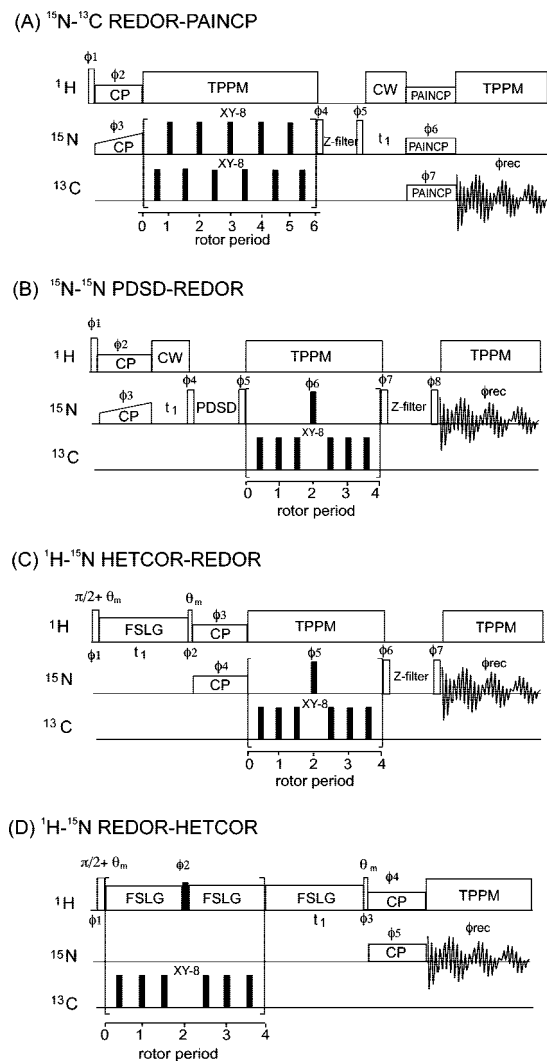 (A) ¹⁵N-¹³C REDOR-PAINCP
ϕ1
ϕ2
¹H
CP
TPPM
CW
PAINCP
TPPM
XY-8
ϕ3
ϕ4
ϕ5
ϕ6
¹⁵N
CP
Z-filter
t₁
PAINCP
XY-8
ϕ7
ϕrec
¹³C
PAINCP
0 1 2 3 4 5 6
rotor period
(B) ¹⁵N-¹⁵N PDSD-REDOR
ϕ1
ϕ2
¹H
CP
CW
TPPM
TPPM
ϕ3
ϕ4
ϕ5
ϕ6
ϕ7
ϕ8
ϕrec
¹⁵N
CP
t₁
PDSD
Z-filter
XY-8
¹³C
0 1 2 3 4
rotor period
(C) ¹H-¹⁵N HETCOR-REDOR
π/2+ θₘ
θₘ
ϕ3
¹H
FSLG
CP
TPPM
TPPM
ϕ1
t₁
ϕ2
ϕ4
ϕ5
ϕ6
ϕ7
ϕrec
¹⁵N
CP
Z-filter
XY-8
¹³C
0 1 2 3 4
rotor period
(D) ¹H-¹⁵N REDOR-HETCOR
π/2+ θₘ
ϕ2
θₘ
ϕ4
¹H
FSLG
FSLG
FSLG
CP
TPPM
ϕ1
t₁
ϕ3
ϕ5
ϕrec
¹⁵N
CP
XY-8
¹³C
0 1 2 3 4
rotor period